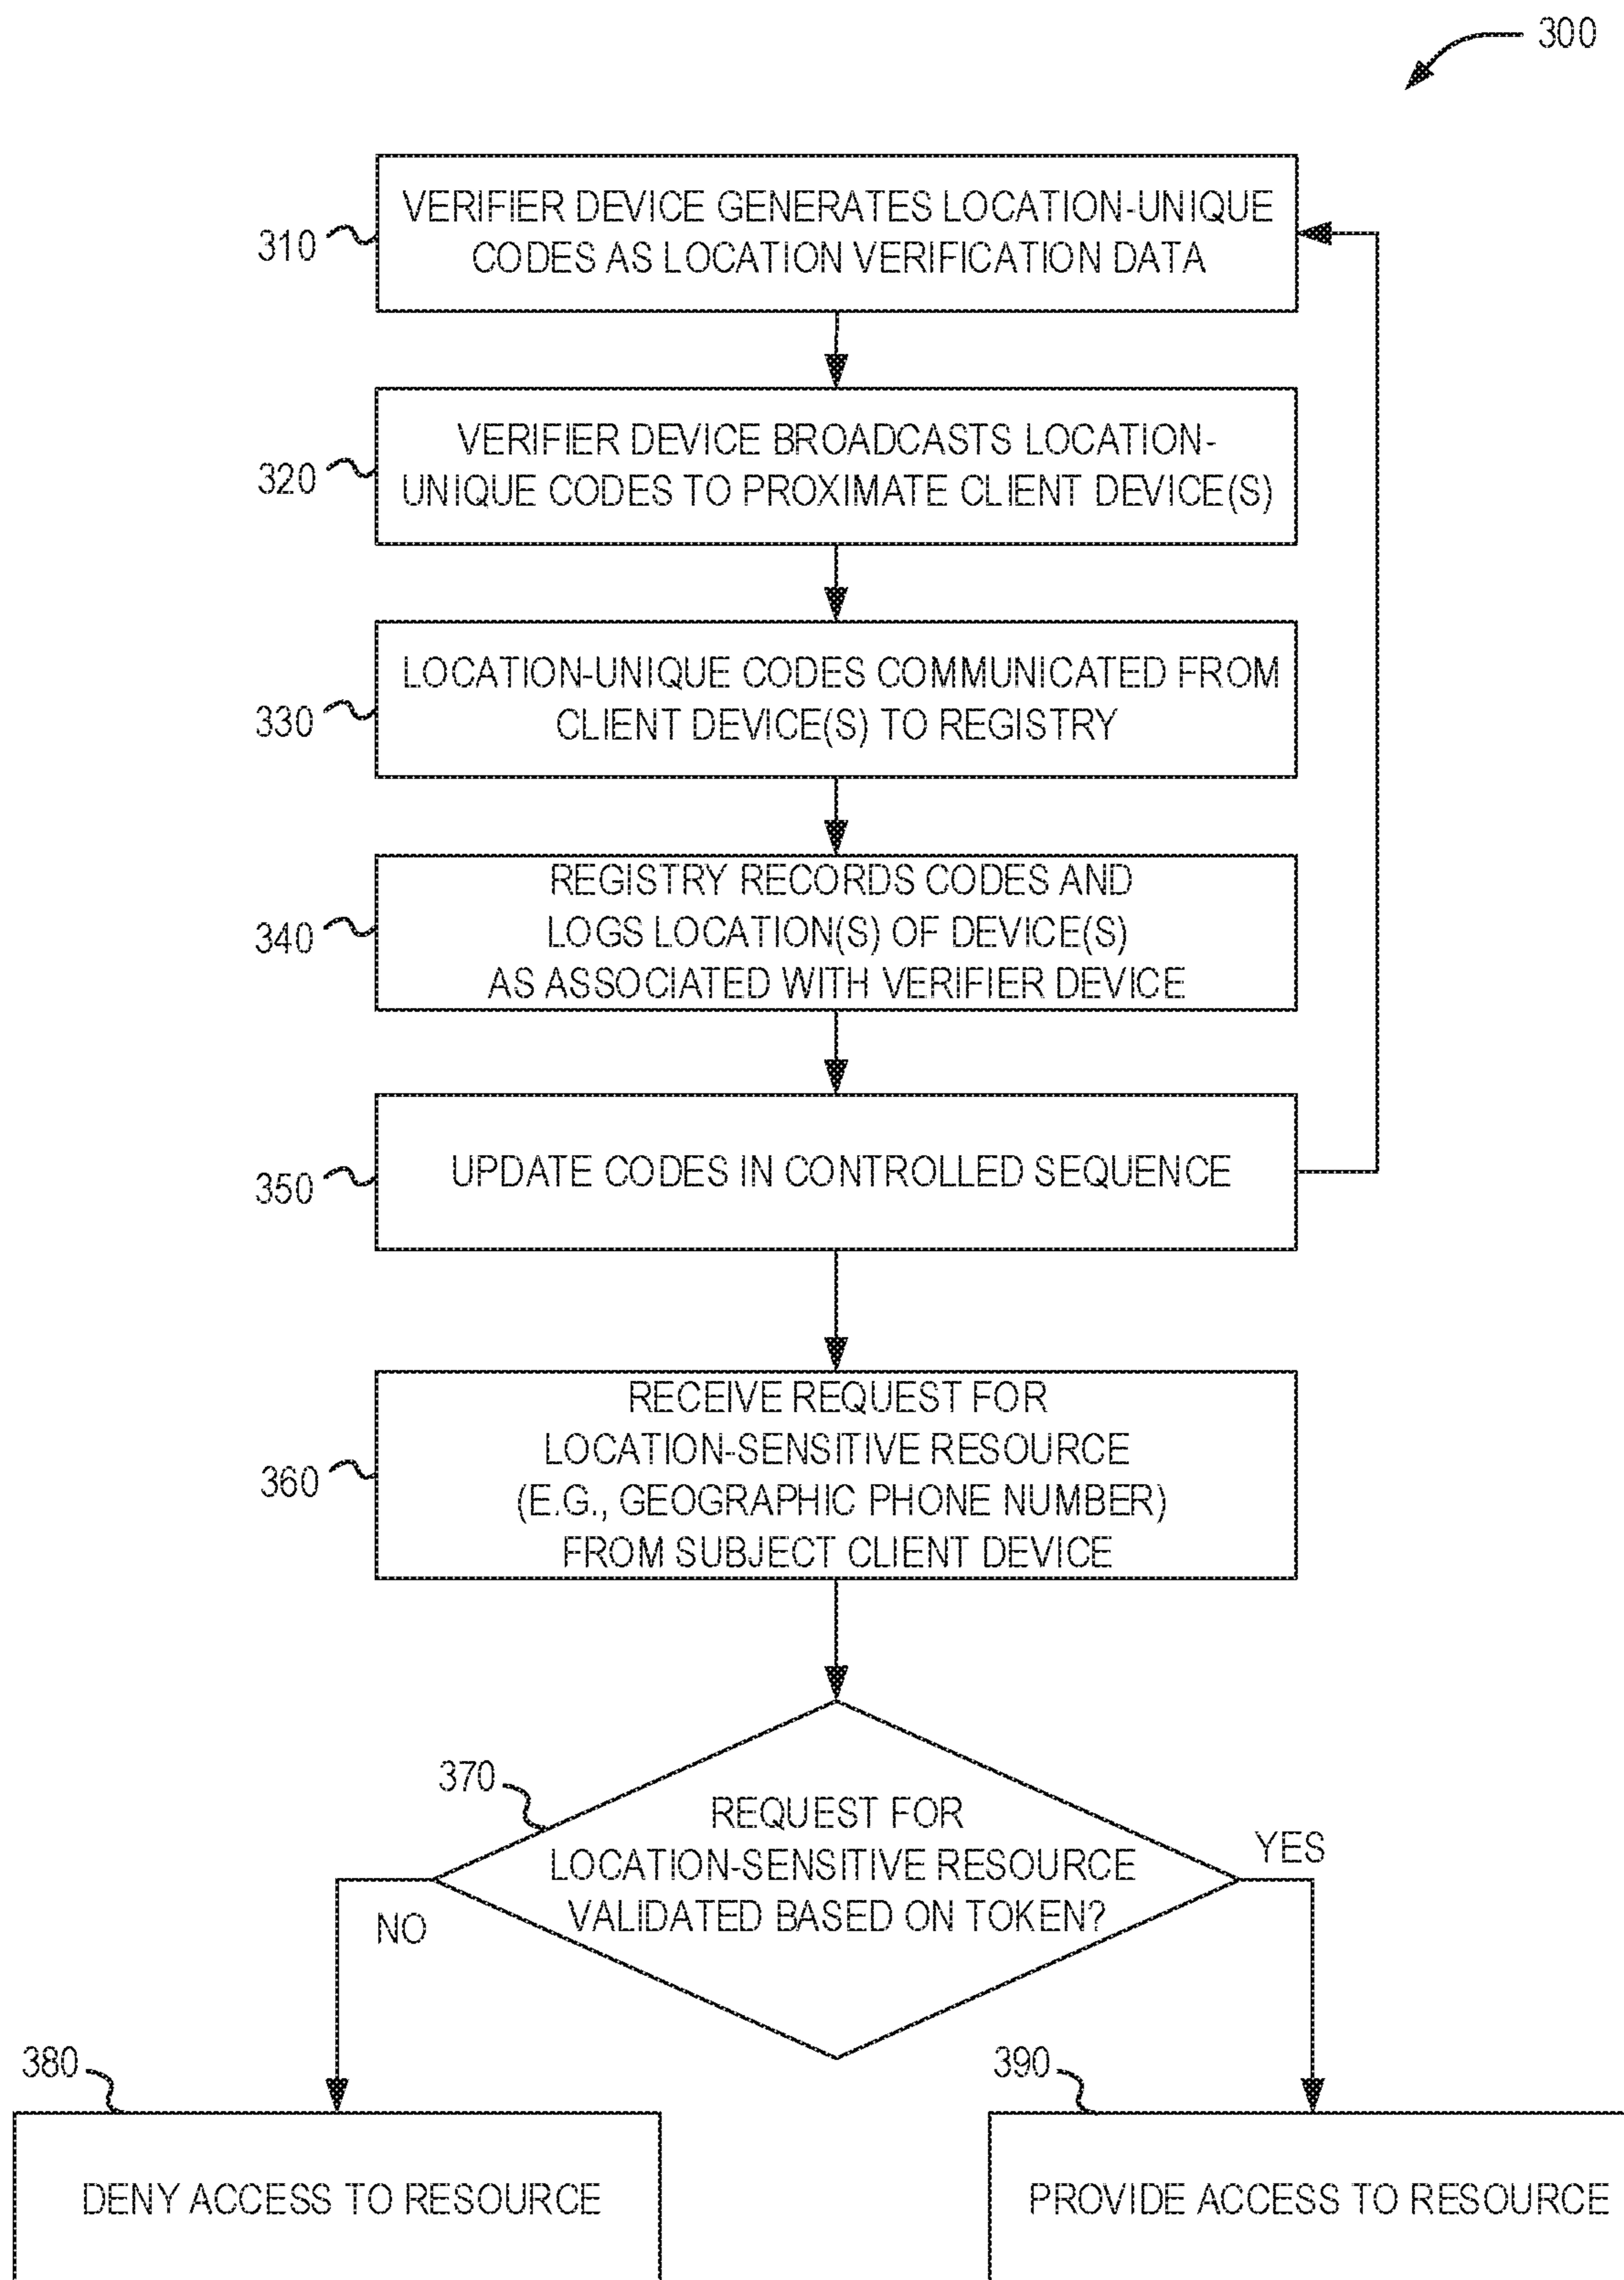 300
310
VERIFIER DEVICE GENERATES LOCATION-UNIQUE
CODES AS LOCATION VERIFICATION DATA
320
VERIFIER DEVICE BROADCASTS LOCATION-
UNIQUE CODES TO PROXIMATE CLIENT DEVICE(S)
330
LOCATION-UNIQUE CODES COMMUNICATED FROM
CLIENT DEVICE(S) TO REGISTRY
340
REGISTRY RECORDS CODES AND
LOGS LOCATION(S) OF DEVICE(S)
AS ASSOCIATED WITH VERIFIER DEVICE
350
UPDATE CODES IN CONTROLLED SEQUENCE
360
RECEIVE REQUEST FOR
LOCATION-SENSITIVE RESOURCE
(E.G., GEOGRAPHIC PHONE NUMBER)
FROM SUBJECT CLIENT DEVICE
370
REQUEST FOR
LOCATION-SENSITIVE RESOURCE
VALIDATED BASED ON TOKEN?
NO
YES
380
DENY ACCESS TO RESOURCE
390
PROVIDE ACCESS TO RESOURCE